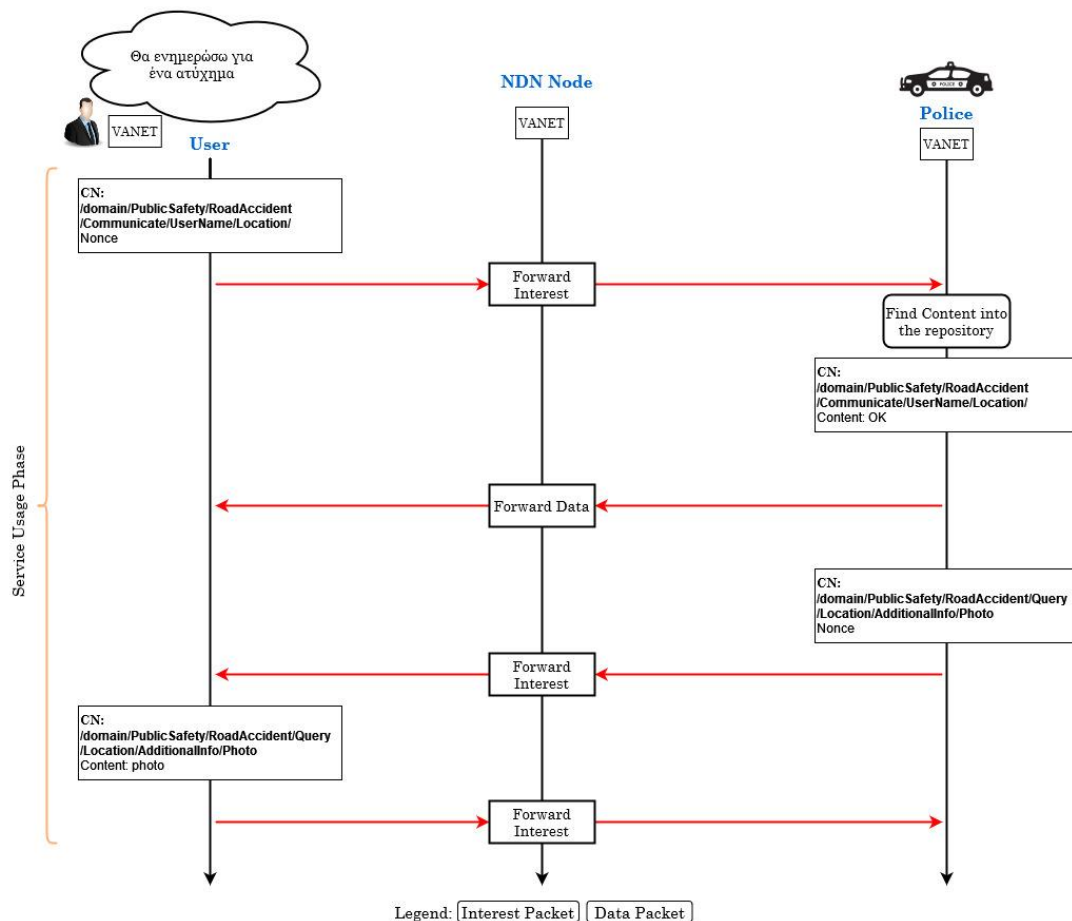 Θα ενημερώσω για
ένα ατύχημα
NDN Node
POLICE
Police
VANET
User
VANET
VANET
CN:
/domain/PublicSafety/RoadAccident
/Communicate/UserName/Location/
Nonce
Forward
Interest
Find Content into
the repository
CN:
/domain/PublicSafety/RoadAccident
/Communicate/UserName/Location/
Content: OK
Service Usage Phase
Forward Data
CN:
/domain/PublicSafety/RoadAccident/Query
/Location/AdditionalInfo/Photo
Nonce
Forward
Interest
CN:
/domain/PublicSafety/RoadAccident/Query
/Location/AdditionalInfo/Photo
Content: photo
Forward
Interest
Legend: Interest Packet Data Packet